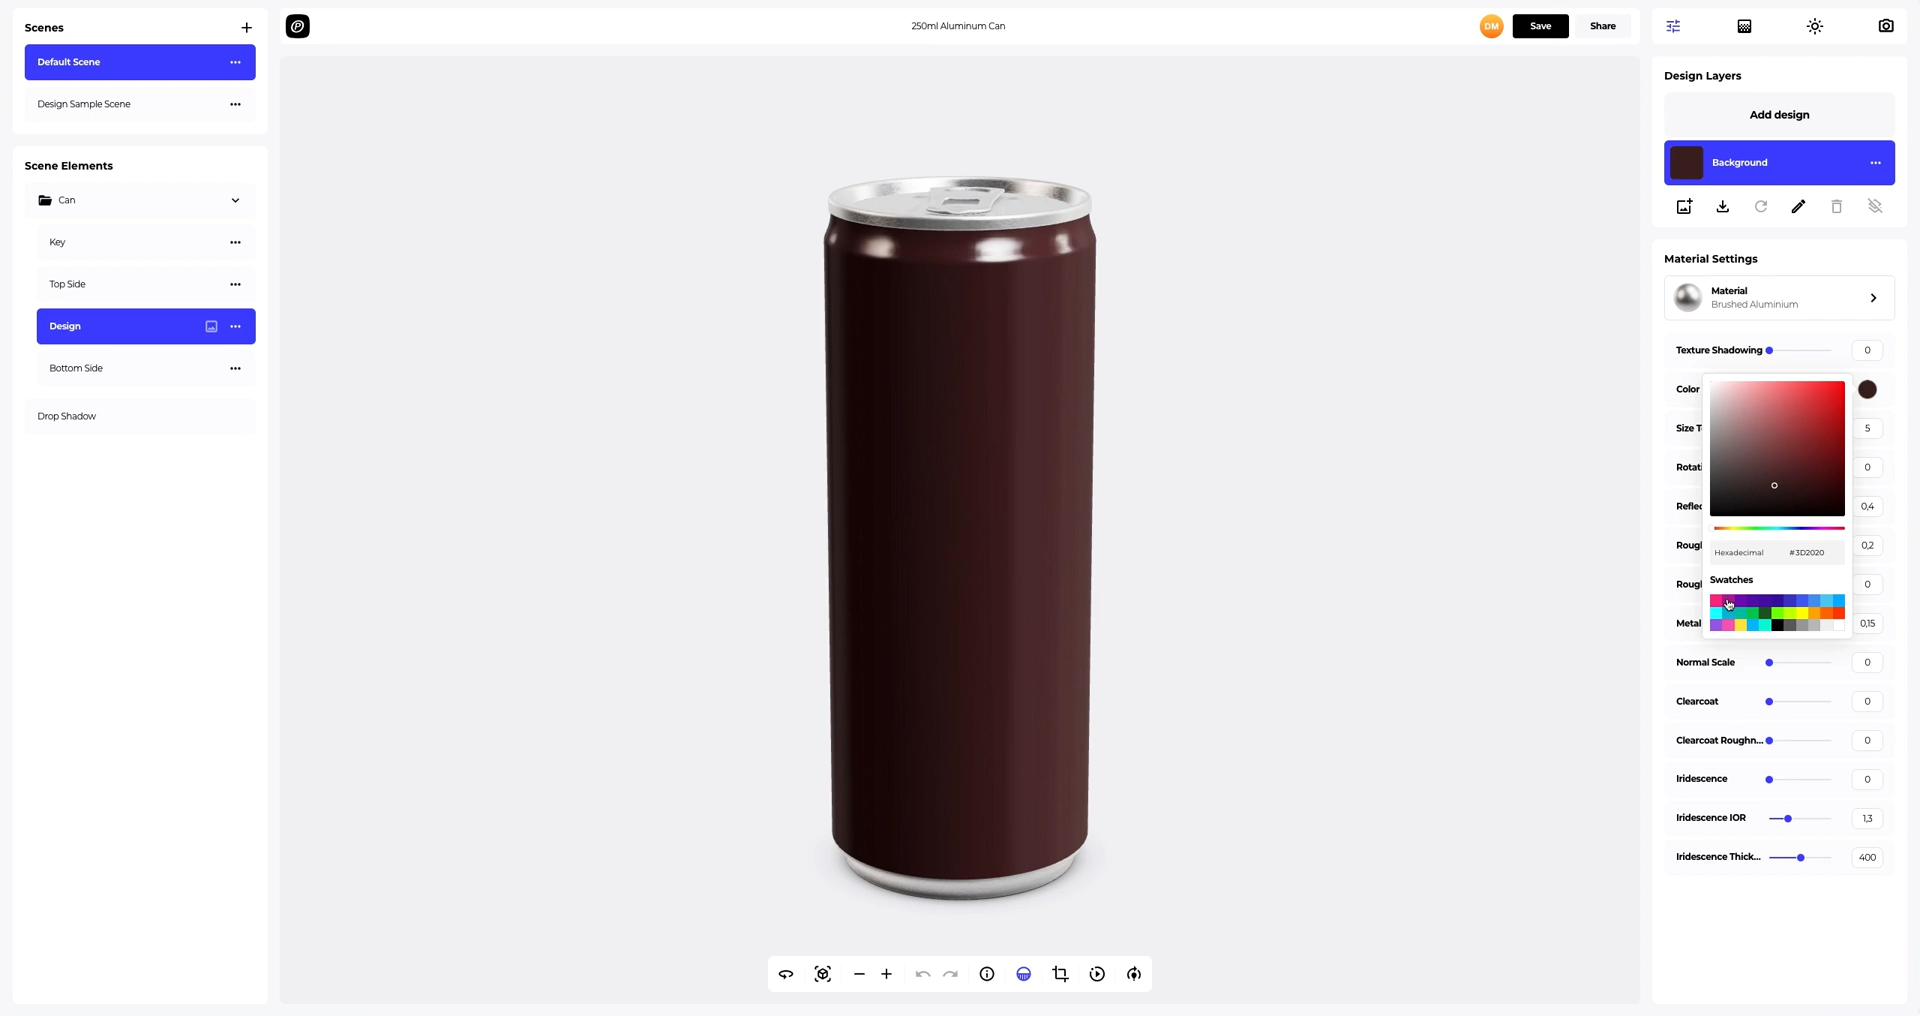 Scenes
Default Scene
Design Sample Scene
Scene Elements
Can
Key
Top Side
Design
Bottom Side
Drop Shadow
250ml Aluminum Can
DM
Save
Share
Design Layers
Add design
Background
Material Settings
Material
Brushed Aluminium
Texture Shadowing 0
Color
Size T 5
Rotati 0
Reflec 0,4
Rough 0,2
Rough 0
Metal 0,15
Hexadecimal #3D2020
Swatches
Normal Scale 0
Clearcoat 0
Clearcoat Roughn... 0
Iridescence 0
Iridescence IOR 1,3
Iridescence Thick... 400